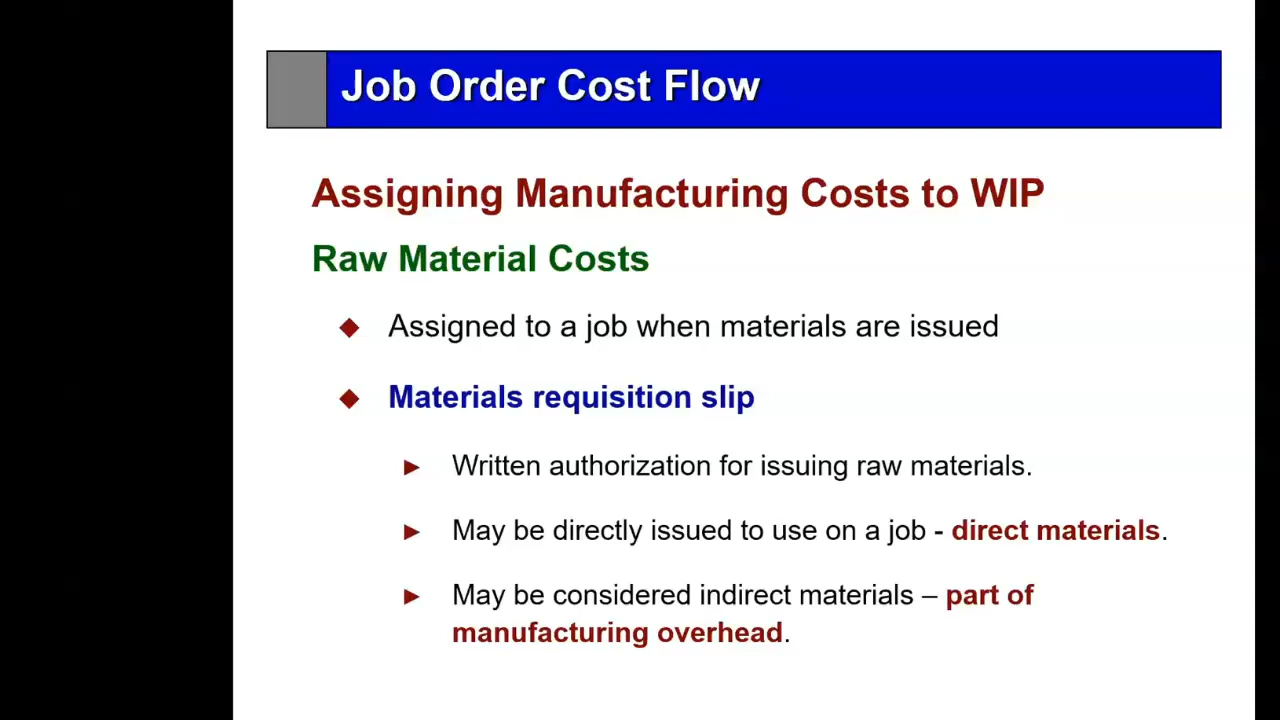 Job Order Cost Flow
Assigning Manufacturing Costs to WIP
Raw Material Costs
Assigned to a job when materials are issued
Materials requisition slip
Written authorization for issuing raw materials.
May be directly issued to use on a job - direct materials.
May be considered indirect materials – part of
manufacturing overhead.